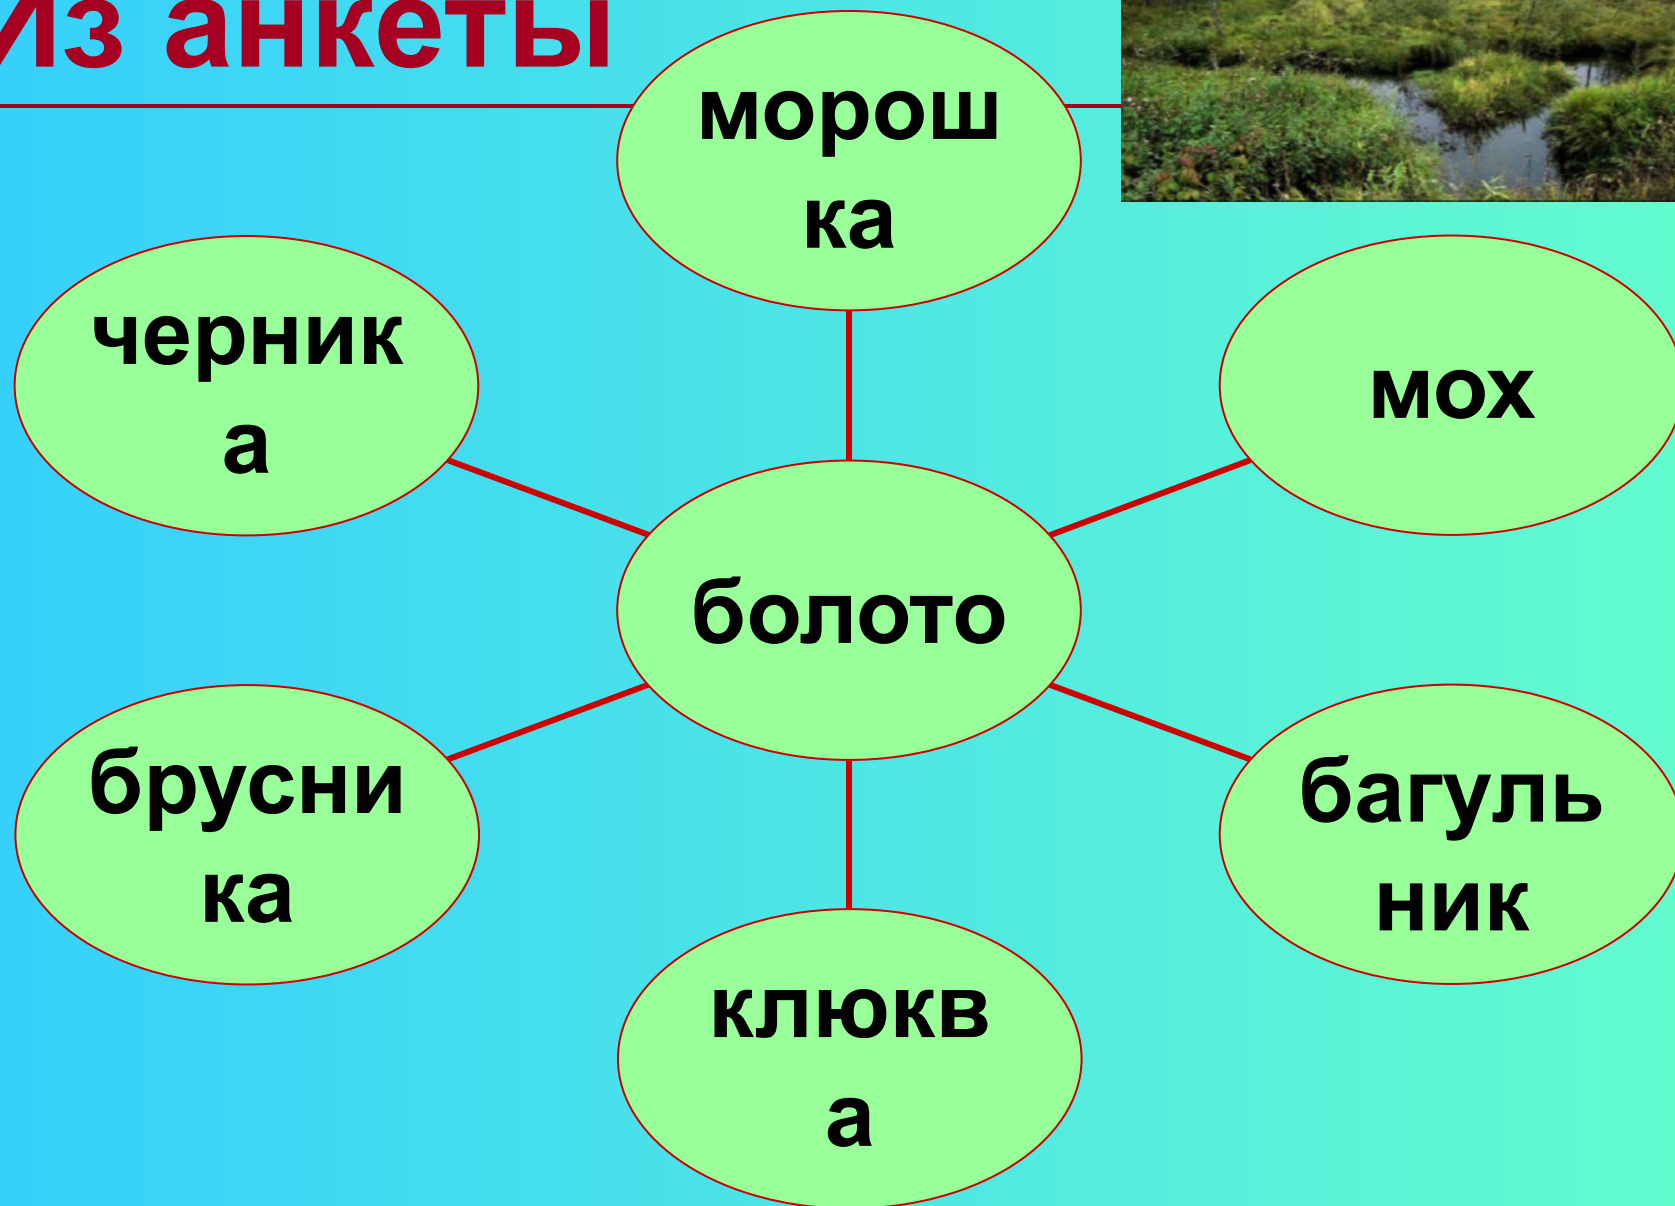 Из анкеты
морош
ка
черник
а
мох
болото
брусни
ка
багуль
ник
клюкв
а